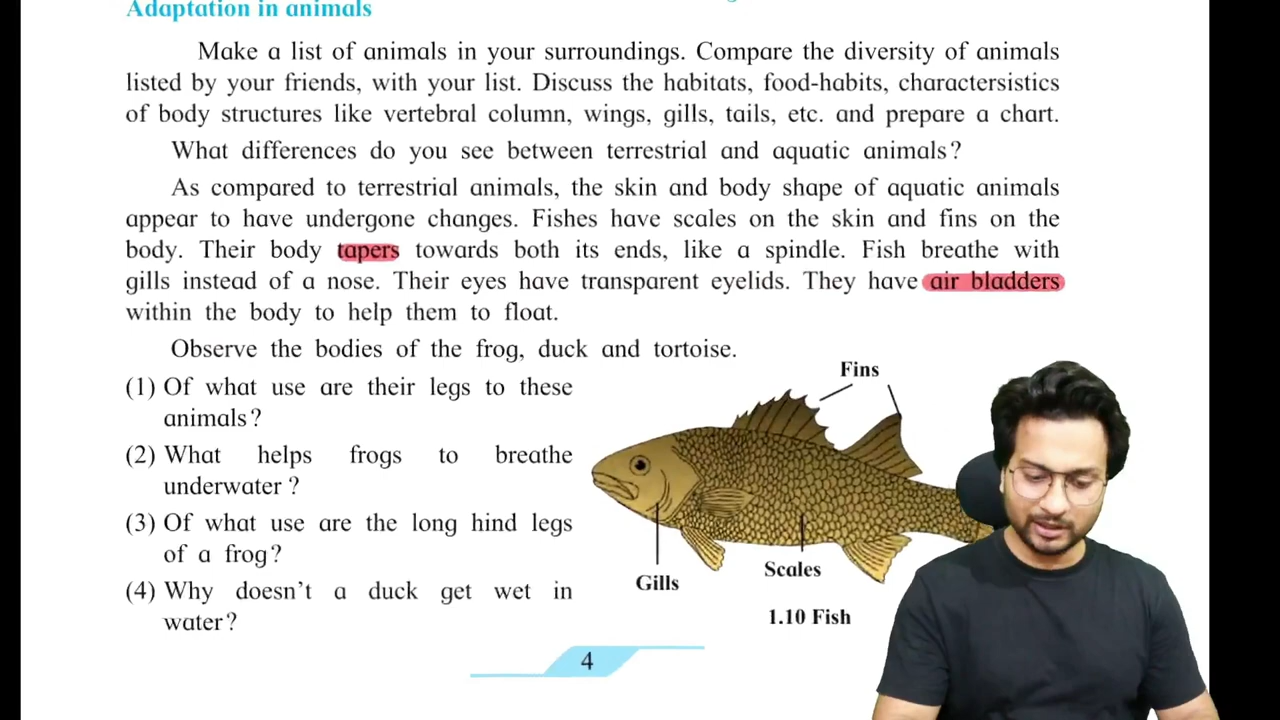 Adaptation in animals
Make a list of animals in your surroundings. Compare the diversity of animals
listed by your friends, with your list. Discuss the habitats, food-habits, charactersistics
of body structures like vertebral column, wings, gills, tails, etc. and prepare a chart.
What differences do you see between terrestrial and aquatic animals?
As compared to terrestrial animals, the skin and body shape of aquatic animals
appear to have undergone changes. Fishes have scales on the skin and fins on the
body. Their body tapers towards both its ends, like a spindle. Fish breathe with
gills instead of a nose. Their eyes have transparent eyelids. They have air bladders
within the body to help them to float.
Observe the bodies of the frog, duck and tortoise.
(1) Of what use are their legs to these
animals?
(2) What helps frogs to breathe
underwater?
(3) Of what use are the long hind legs
of a frog?
(4) Why doesn't a duck get wet in
water?
Fins
Gills
Scales
1.10 Fish
4